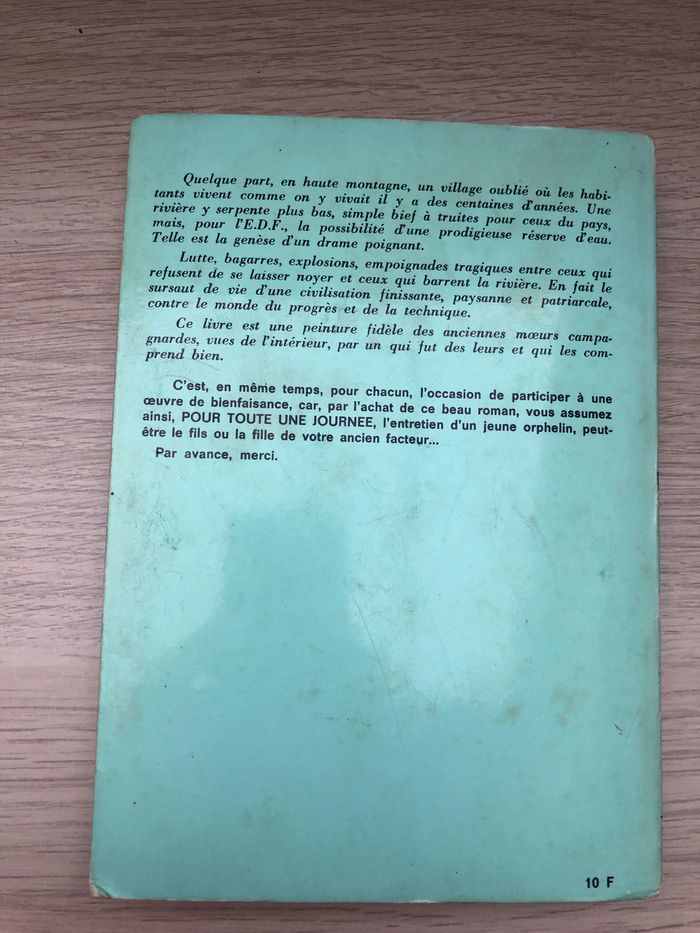 Quelque part, en haute montagne, un village oublié où les habi-
tants vivent comme on y vivait il y a des centaines d'années. Une
rivière y serpente plus bas, simple bief à truites pour ceux du pays,
mais, pour l'E.D.F., la possibilité d'une prodigieuse réserve d'eau.
Telle est la genèse d'un drame poignant.
Lutte, bagarres, explosions, empoignades tragiques entre ceux qui
refusent de se laisser noyer et ceux qui barrent la rivière. En fait le
sursaut de vie d'une civilisation finissante, paysanne et patriarcale,
contre le monde du progrès et de la technique.
Ce livre est une peinture fidèle des anciennes mœurs campa-
gnardes, vues de l'intérieur, par un qui fut des leurs et qui les com-
prend bien.
C'est, en même temps, pour chacun, l'occasion de participer à une
œuvre de bienfaisance, car, par l'achat de ce beau roman, vous assumez
ainsi, POUR TOUTE UNE JOURNEE, l'entretien d'un jeune orphelin, peut-
être le fils ou la fille de votre ancien facteur...
Par avance, merci.
10 F